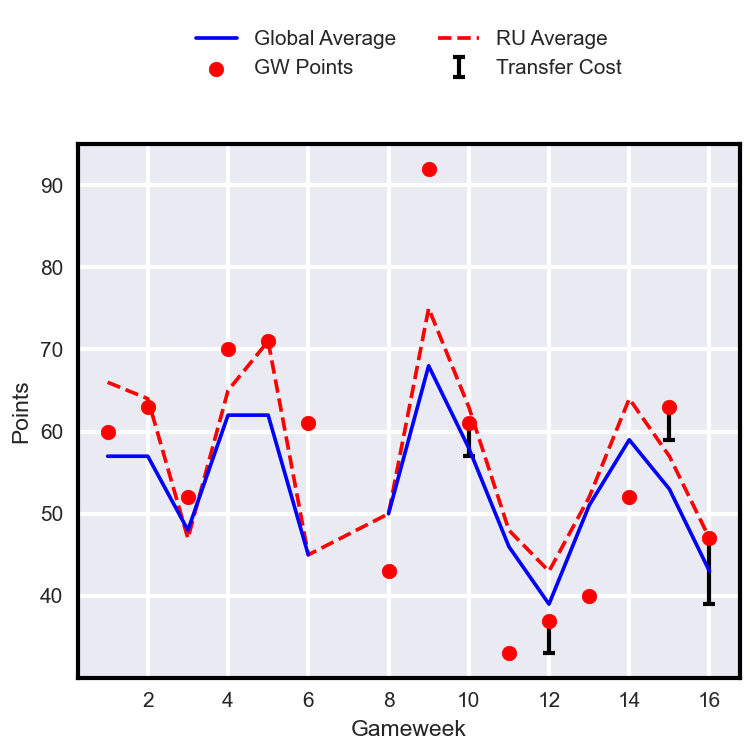 Global Average
RU Average
GW Points
Transfer Cost
90
80
70
60
50
40
Points
2 4 6 8 10 12 14 16
Gameweek